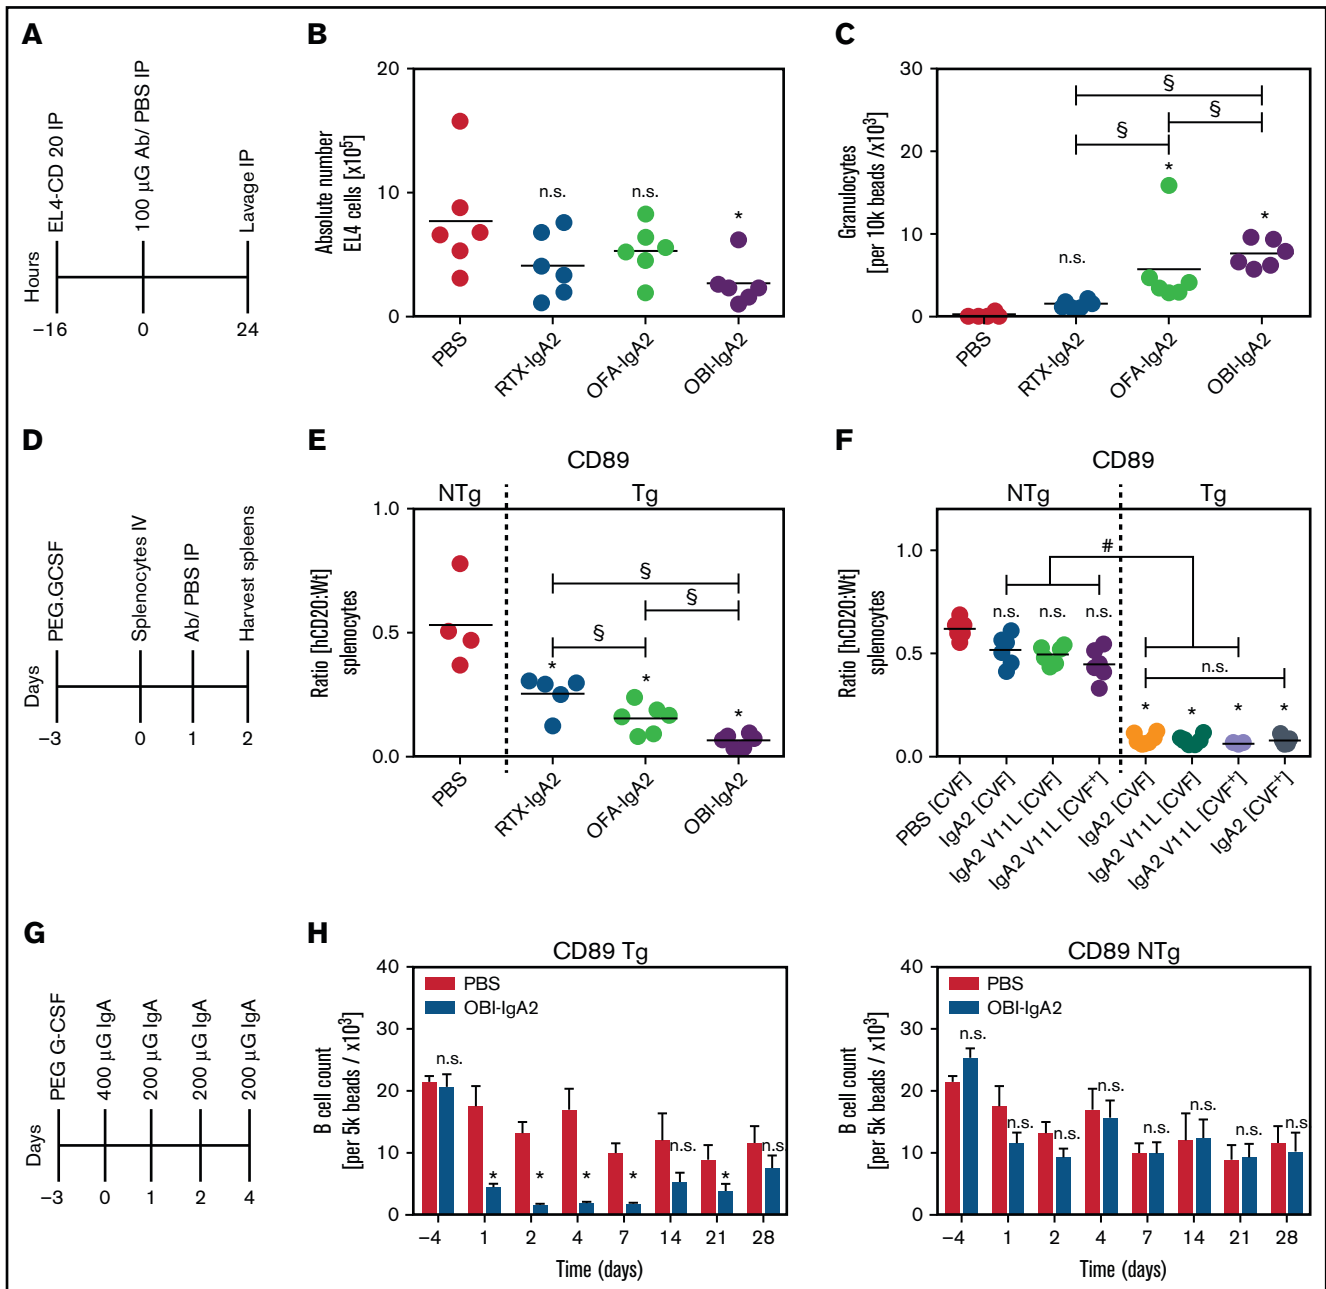 A
Hours
EL4-CD 20 IP
100 μG Ab/ PBS IP
Lavage IP
−16
0
24
B
Absolute number
EL4 cells [x10⁵]
20
10
0
n.s.
n.s.
*
PBS
RTX-IgA2
OFA-IgA2
OBI-IgA2
C
Granulocytes
[per 10k beads /x10³]
30
20
10
0
§
§
§
n.s.
*
*
PBS
RTX-IgA2
OFA-IgA2
OBI-IgA2
D
Days
PEG.GCSF
Splenocytes IV
Ab/ PBS IP
Harvest spleens
−3
0
1
2
E
CD89
NTg
Tg
Ratio [hCD20:Wt]
splenocytes
1.0
0.5
0.0
§
§
§
*
*
*
PBS
RTX-IgA2
OFA-IgA2
OBI-IgA2
F
CD89
NTg
Tg
Ratio [hCD20:Wt]
splenocytes
1.0
0.5
0.0
#
n.s.
n.s.
n.s.
n.s.
*
*
*
*
PBS [CVF]
IgA2 [CVF]
IgA2 V11L [CVF]
IgA2 V11L [CVF⁺]
IgA2 [CVF]
IgA2 V11L [CVF]
IgA2 V11L [CVF⁺]
IgA2 [CVF⁺]
G
Days
PEG G-CSF
400 μG IgA
200 μG IgA
200 μG IgA
200 μG IgA
−3
0
1
2
4
H
CD89 Tg
B cell count
[per 5k beads / x10³]
40
30
20
10
0
PBS
OBI-IgA2
n.s.
*
*
*
*
n.s.
*
n.s.
−4
1
2
4
7
14
21
28
Time (days)
CD89 NTg
B cell count
[per 5k beads / x10³]
40
30
20
10
0
PBS
OBI-IgA2
n.s.
n.s.
n.s.
n.s.
n.s.
n.s.
n.s.
n.s.
−4
1
2
4
7
14
21
28
Time (days)